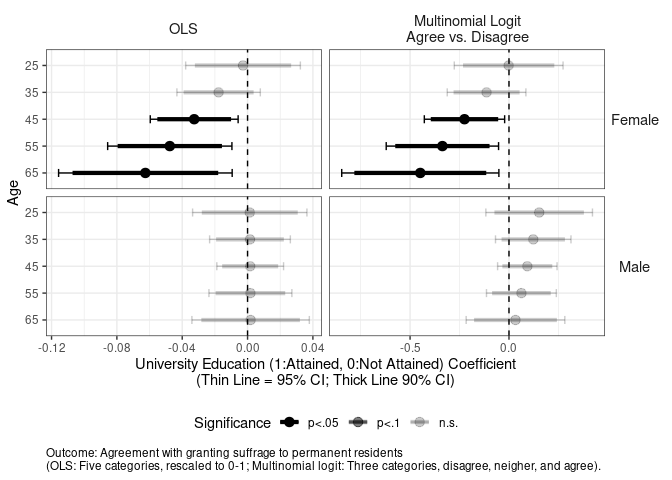 OLS
Multinomial Logit
Agree vs. Disagree
25
35
45
55
65
Female
Age
25
35
45
55
65
Male
-0.12
-0.08
-0.04
0.00
0.04
-0.5
0.0
University Education (1:Attained, 0:Not Attained) Coefficient
(Thin Line = 95% CI; Thick Line 90% CI)
Significance
p<.05
p<.1
n.s.
Outcome: Agreement with granting suffrage to permanent residents
(OLS: Five categories, rescaled to 0-1; Multinomial logit: Three categories, disagree, neigher, and agree).